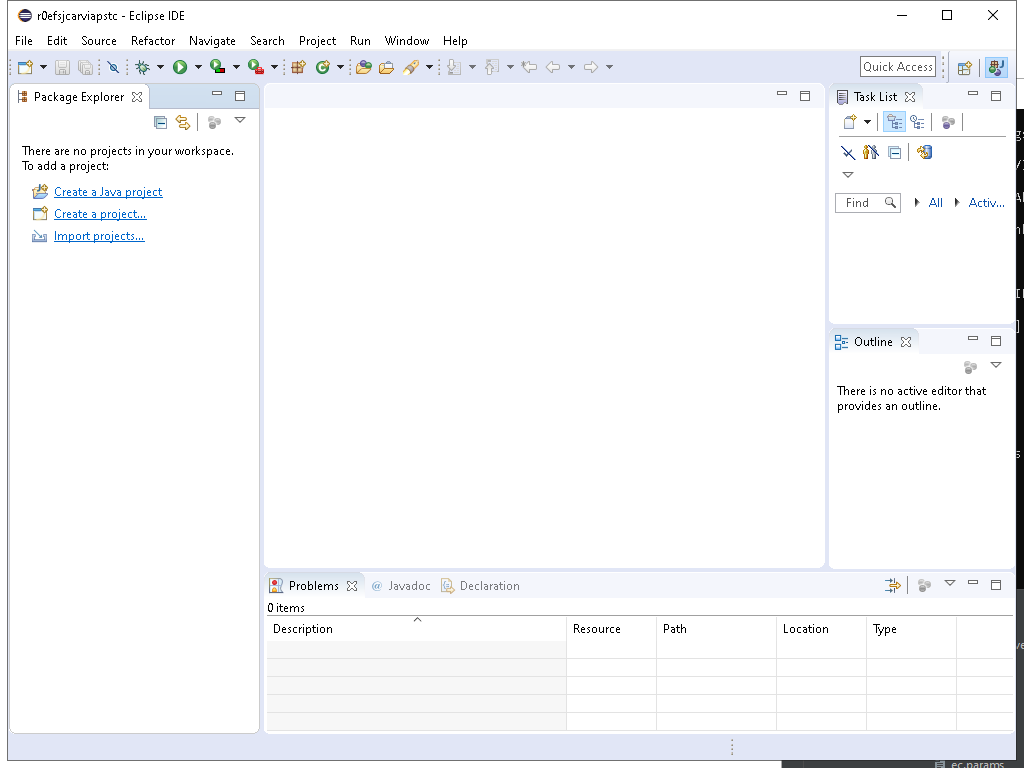 r0efsjcarviapstc - Eclipse IDE
File Edit Source Refactor Navigate Search Project Run Window Help
Quick Access
Package Explorer
There are no projects in your workspace.
To add a project:
Create a Java project
Create a project...
Import projects...
Task List
Find All Activ...
Outline
There is no active editor that
provides an outline.
Problems @ Javadoc Declaration
0 items
Description Resource Path Location Type
ec.params